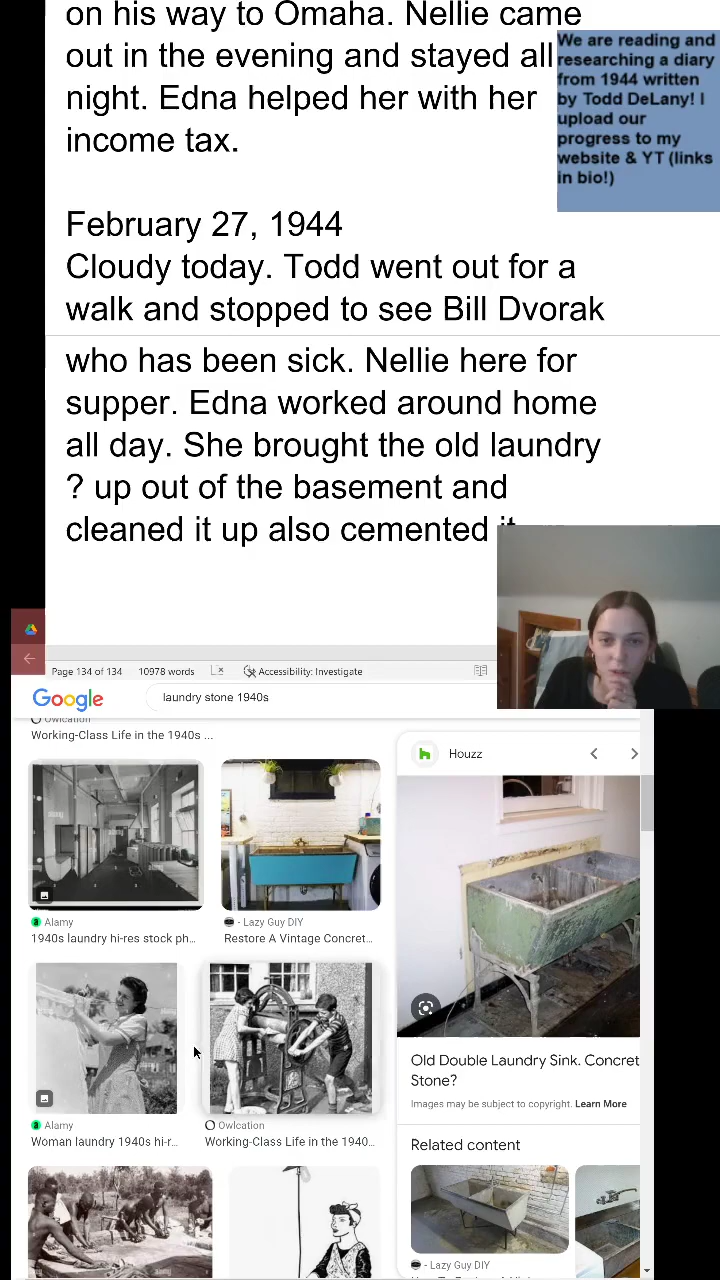 on his way to Omaha. Nellie came
out in the evening and stayed all
night. Edna helped her with her
income tax.
We are reading and
researching a diary
from 1944 written
by Todd DeLany! I
upload our
progress to my
website & YT (links
in bio!)
February 27, 1944
Cloudy today. Todd went out for a
walk and stopped to see Bill Dvorak
who has been sick. Nellie here for
supper. Edna worked around home
all day. She brought the old laundry
? up out of the basement and
cleaned it up also cemented it
Page 134 of 134 10978 words Accessibility: Investigate
Google laundry stone 1940s
Owlcation
Working-Class Life in the 1940s ...
Houzz
Alamy
1940s laundry hi-res stock ph...
- Lazy Guy DIY
Restore A Vintage Concret...
Old Double Laundry Sink. Concret
Stone?
Images may be subject to copyright. Learn More
Alamy
Woman laundry 1940s hi-r...
Owlcation
Working-Class Life in the 1940...
Related content
- Lazy Guy DIY